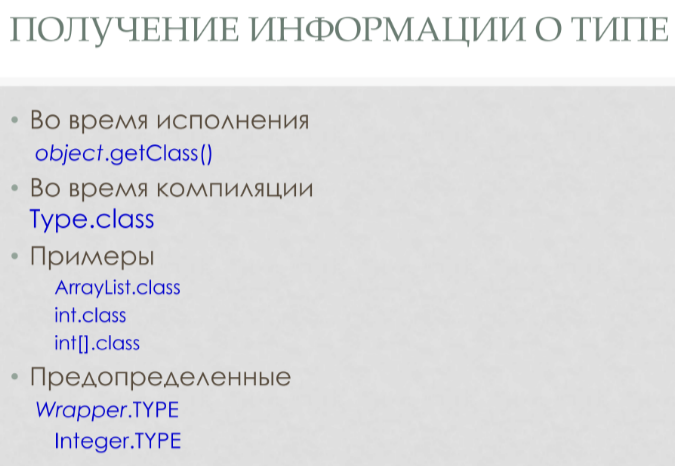 ПОЛУЧЕНИЕ ИНФОРМАЦИИ О ТИПЕ
• Во время исполнения
object.getClass()
• Во время компиляции
Type.class
• Примеры
ArrayList.class
int.class
int[].class
• Предопределенные
Wrapper.TYPE
Integer.TYPE